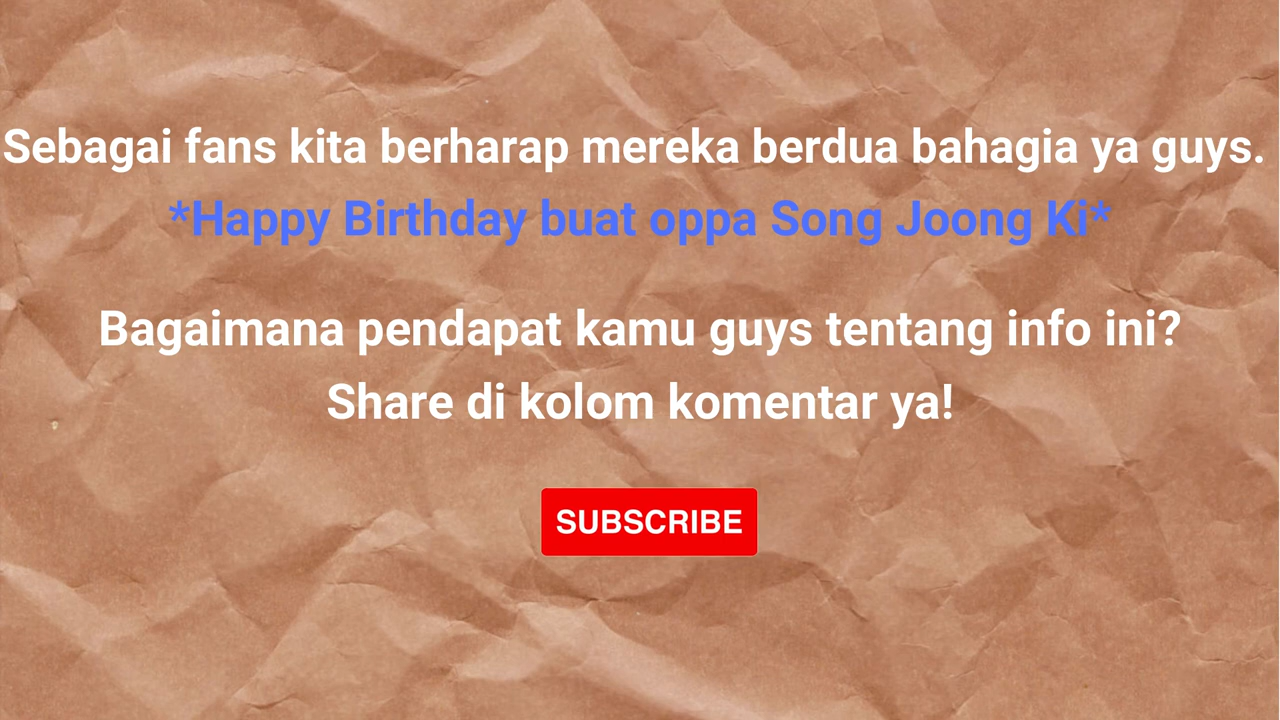 Sebagai fans kita berharap mereka berdua bahagia ya guys.
*Happy Birthday buat oppa Song Joong Ki*
Bagaimana pendapat kamu guys tentang info ini?
Share di kolom komentar ya!
SUBSCRIBE